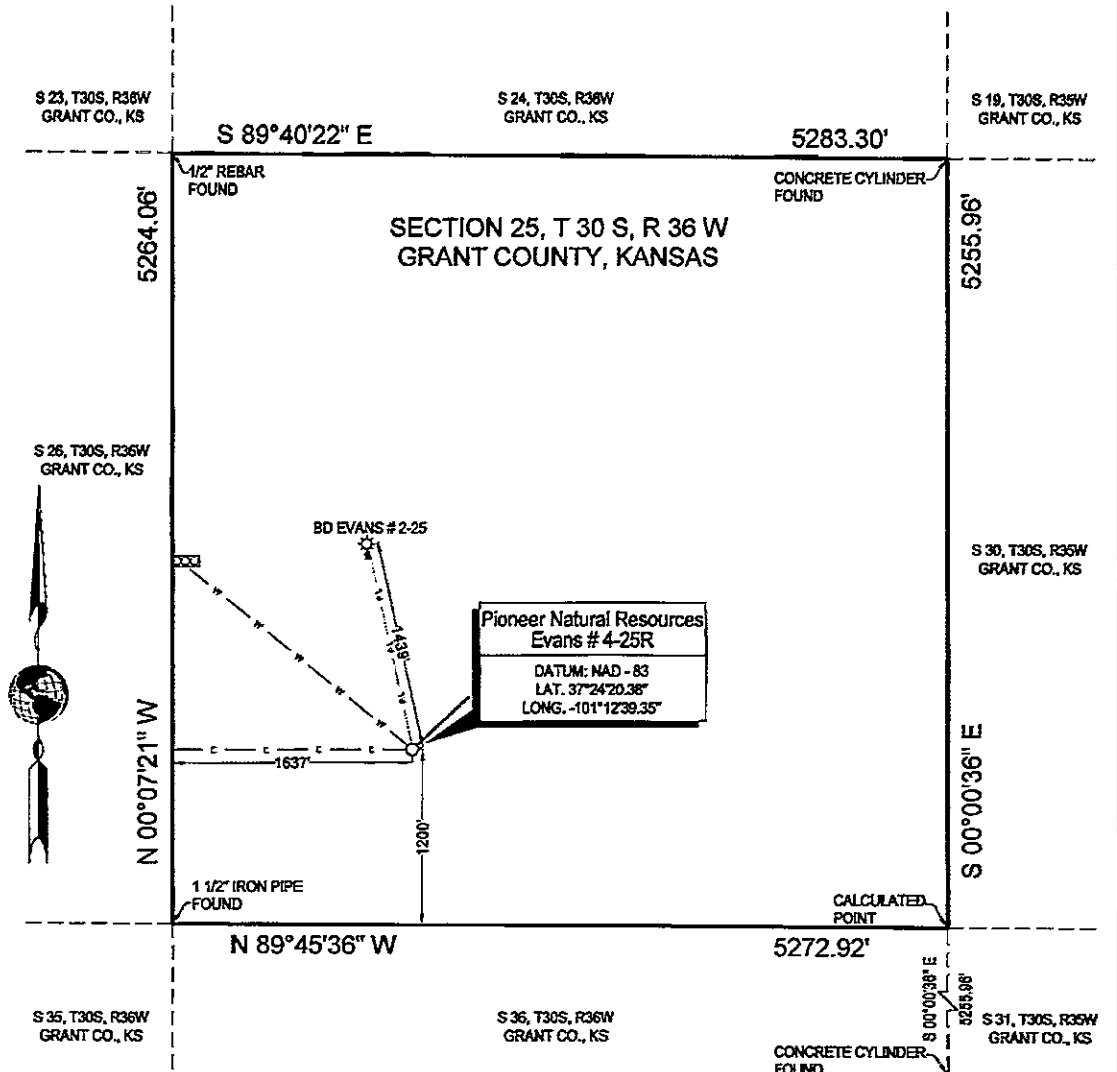 S 23, T30S, R36W
GRANT CO., KS
S 24, T30S, R36W
GRANT CO., KS
S 19, T30S, R35W
GRANT CO., KS
S 89°40'22" E
5283.30'
1/2" REBAR
FOUND
CONCRETE CYLINDER
FOUND
5264.06'
5255.96'
SECTION 25, T 30 S, R 36 W
GRANT COUNTY, KANSAS
S 26, T30S, R36W
GRANT CO., KS
BD EVANS # 2-25
S 30, T30S, R35W
GRANT CO., KS
W
W
W
W
1439'
Pioneer Natural Resources
Evans # 4-25R
DATUM: NAD - 83
LAT. 37°24'20.38"
LONG. -101°12'39.35"
E E E E
1637'
1200'
N 00°07'21" W
S 00°00'36" E
1 1/2" IRON PIPE
FOUND
CALCULATED
POINT
N 89°45'36" W
5272.92'
S 00°00'36" E
5255.96'
S 35, T30S, R36W
GRANT CO., KS
S 36, T30S, R36W
GRANT CO., KS
S 31, T30S, R35W
GRANT CO., KS
CONCRETE CYLINDER
FOUND